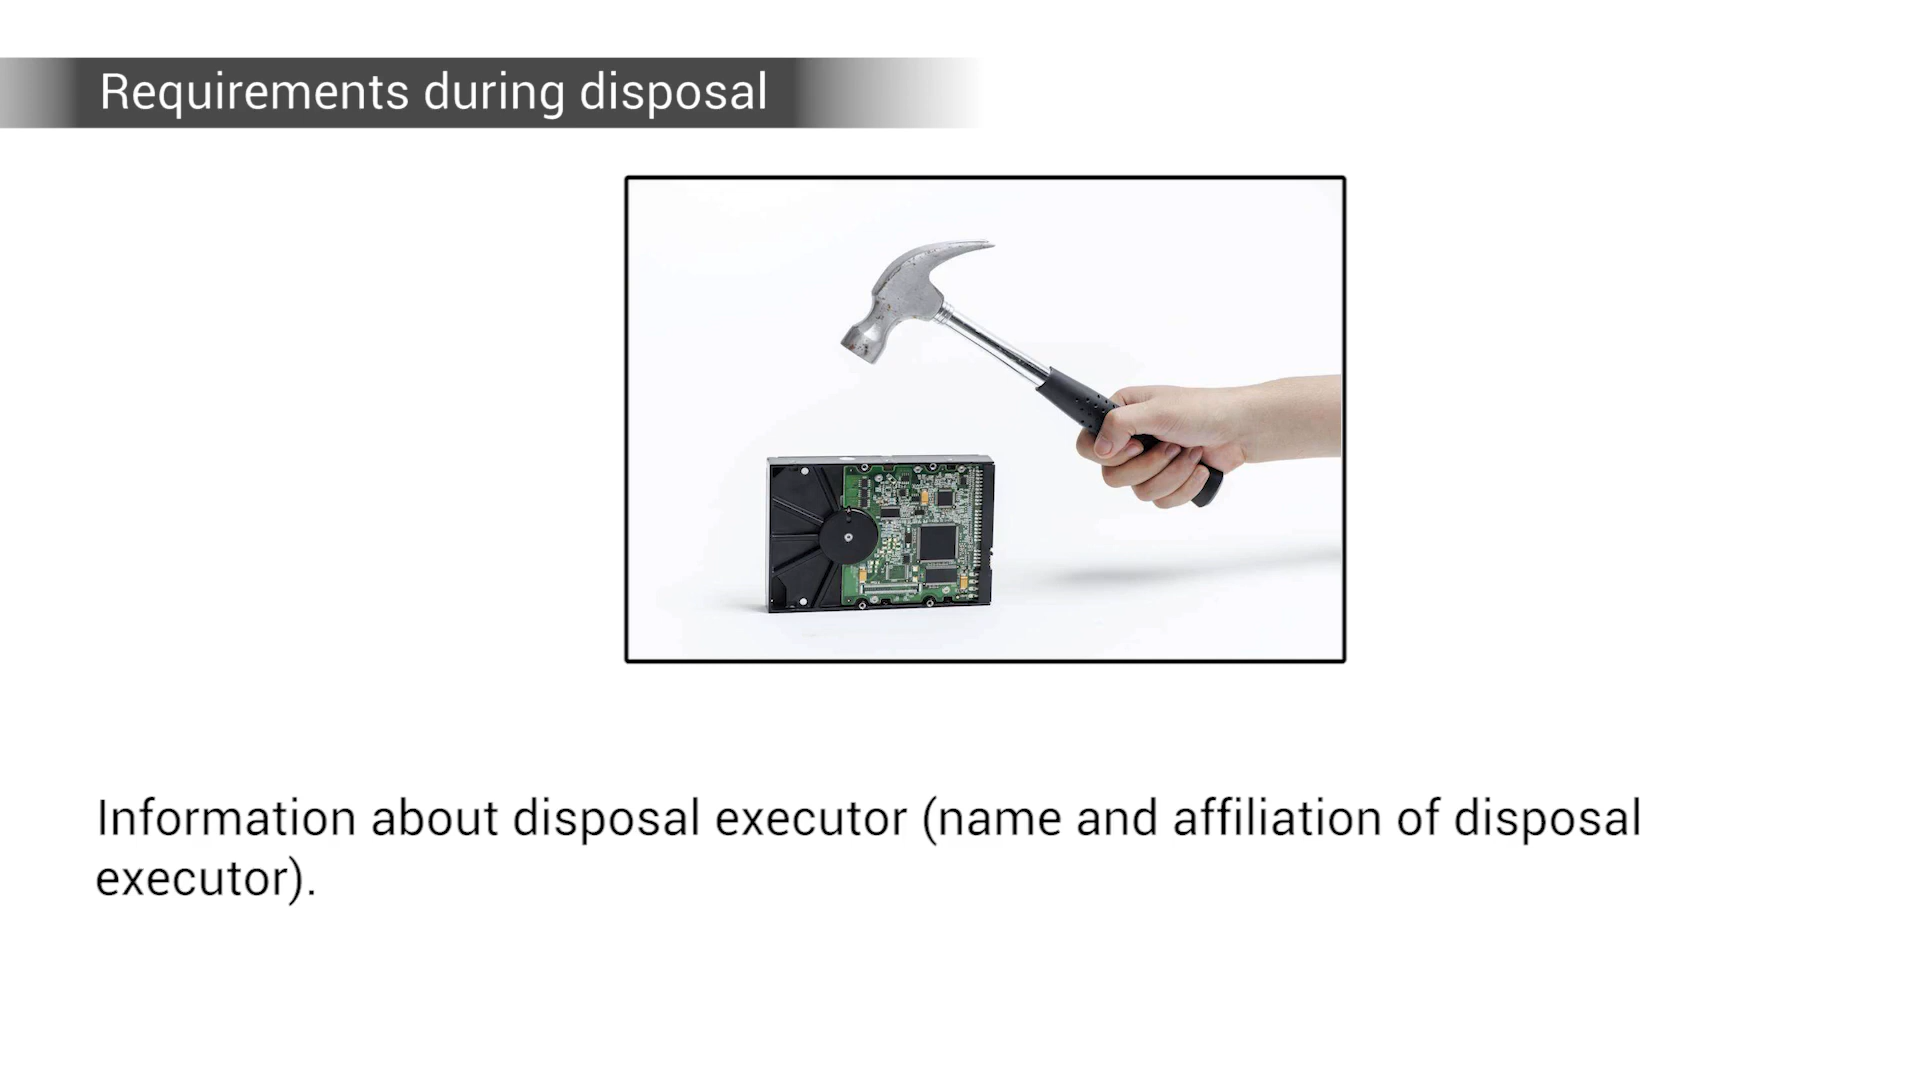 Requirements during disposal
Information about disposal executor (name and affiliation of disposal
executor).